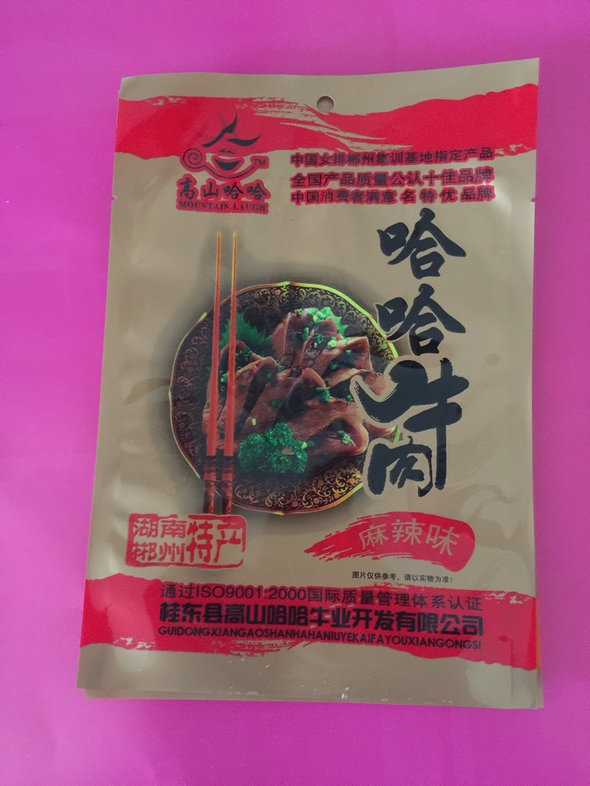 TM
高山哈哈
MOUNTAIN LAUGH
中国女排郴州集训基地指定产品
全国产品质量公认十佳品牌
中国消费者满意名特优品牌
哈哈牛肉
湖南
郴州
特产
麻辣味
图片仅供参考，请以实物为准!
通过ISO9001:2000国际质量管理体系认证
桂东县高山哈哈牛业开发有限公司
GUIDONGXIANGAOSHANHAHANIUYEKAIFAYOUXIANGONGSI